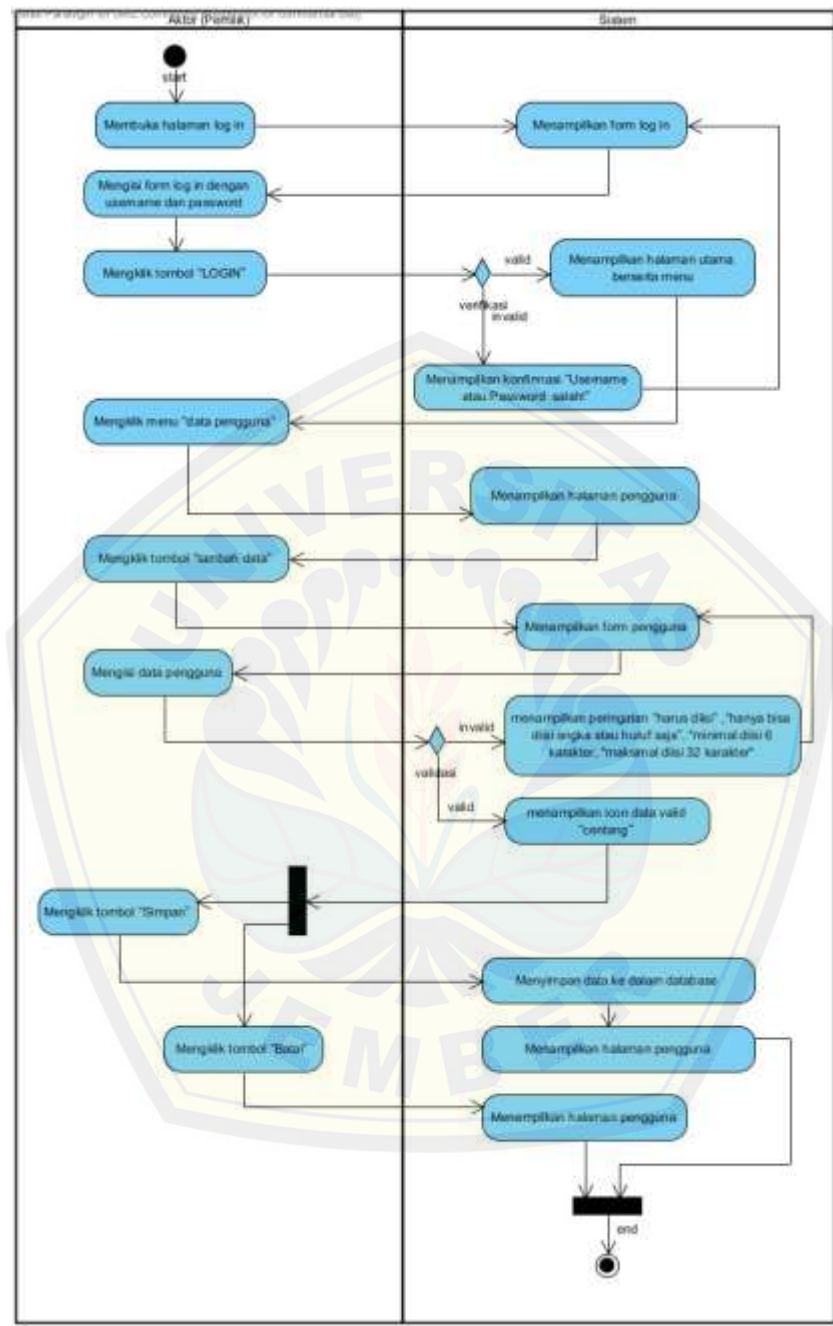 Aktor (Pemilik)
Sistem
start
Membuka halaman log in
Menampilkan form log in
Mengisi form log in dengan
username dan password
Mengklik tombol "LOGIN"
valid
Menampilkan halaman utama
beserta menu
verifikasi
invalid
Menampilkan konfirmasi "Username
atau Password salah!"
Mengklik menu "data pengguna"
Menampilkan halaman pengguna
Mengklik tombol "tambah data"
Menampilkan form pengguna
Mengisi data pengguna
invalid
menampilkan peringatan "harus diisi" , "hanya bisa
diisi angka atau huruf saja", "minimal diisi 6
karakter, "maksimal diisi 32 karakter"
validasi
valid
menampilkan icon data valid
"centang"
Mengklik tombol "Simpan"
Menyimpan data ke dalam database
Mengklik tombol "Batal"
Menampilkan halaman pengguna
Menampilkan halaman pengguna
end
UNIVERSITAS
JEMBER